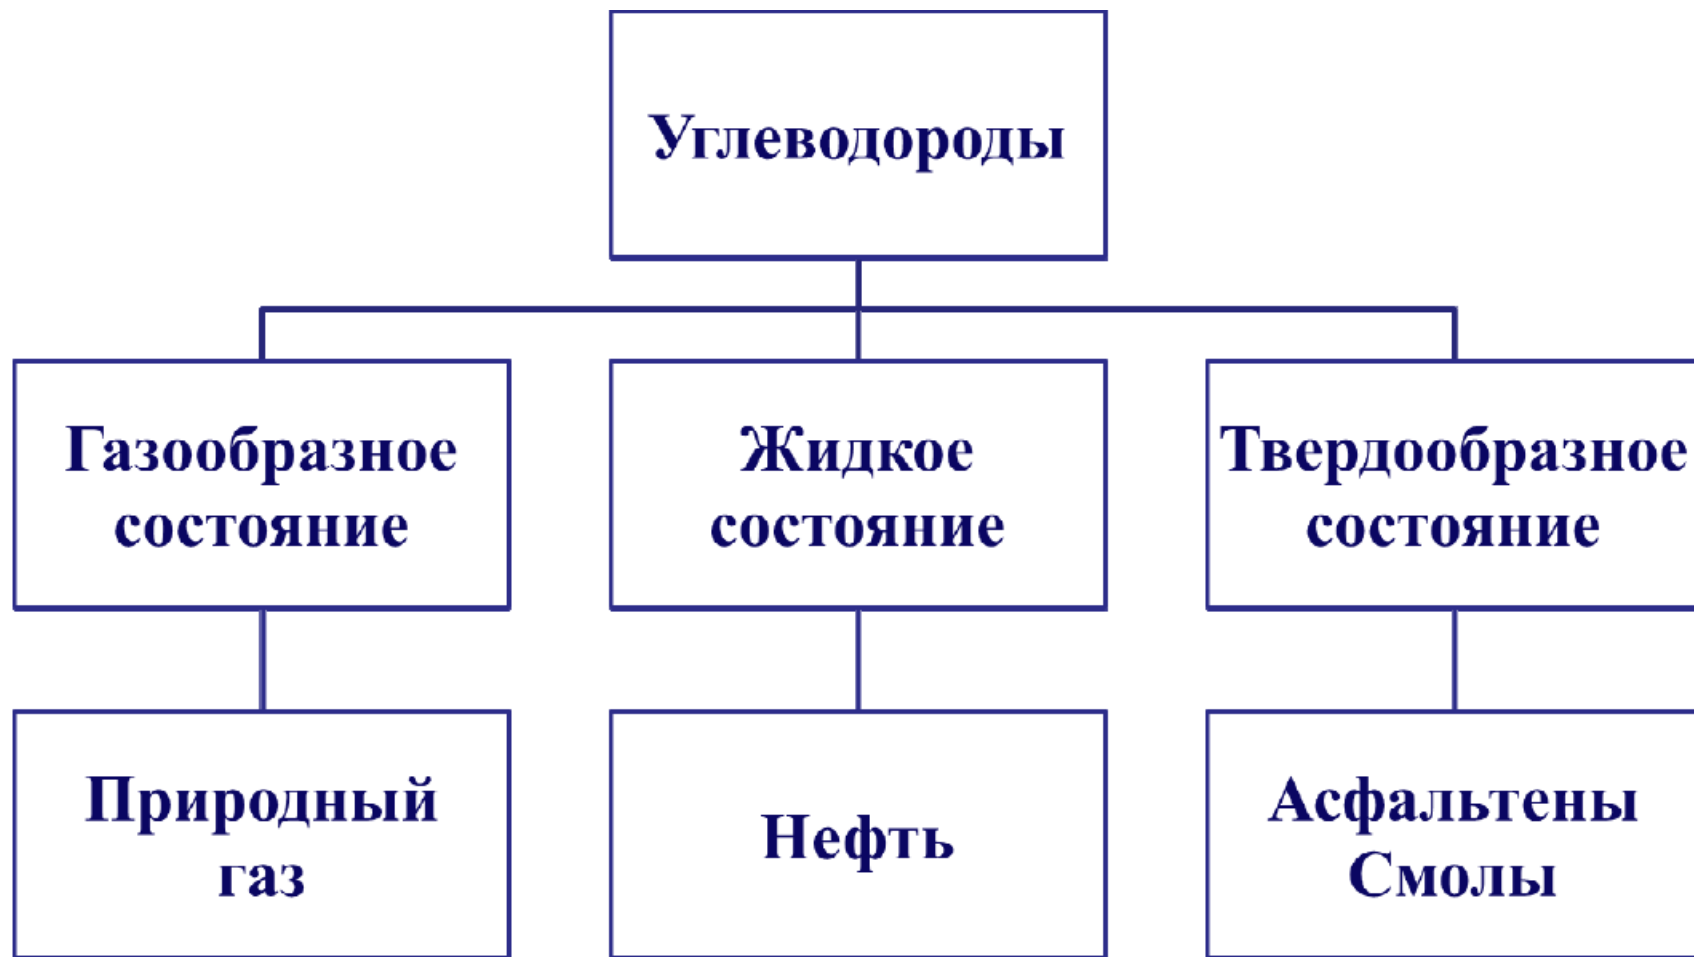 Углеводороды
Газообразное
состояние
Жидкое
состояние
Твердообразное
состояние
Природный
газ
Нефть
Асфальтены
Смолы